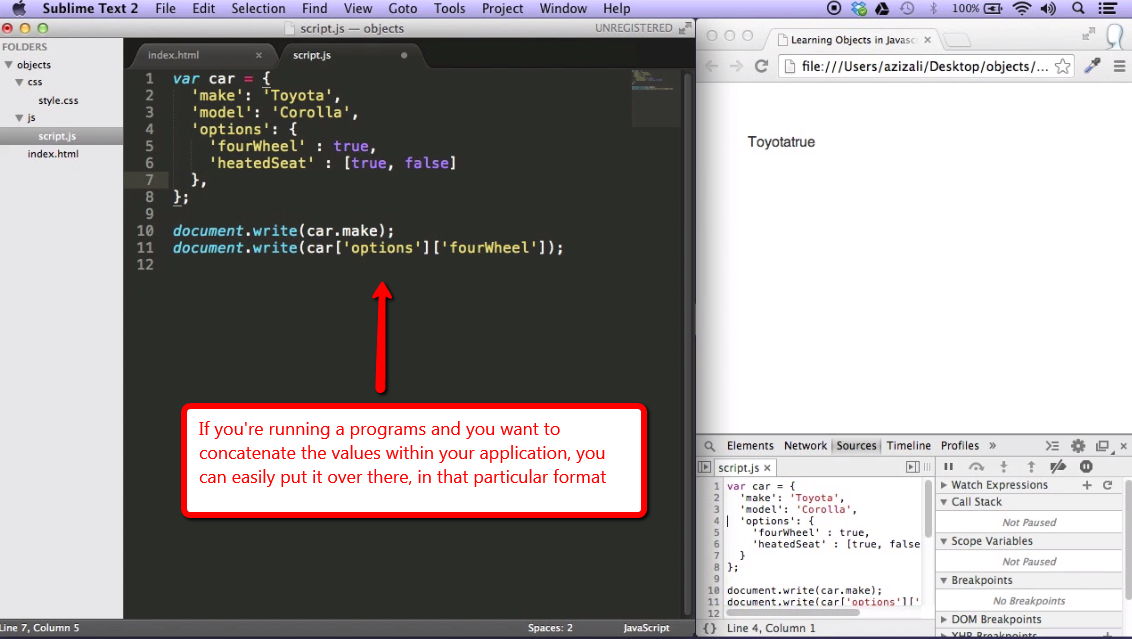 Sublime Text 2 File Edit Selection Find View Goto Tools Project Window Help 100%
script.js — objects UNREGISTERED
FOLDERS
objects
css
style.css
js
script.js
index.html
index.html × script.js
1 var car = {
2 'make': 'Toyota',
3 'model': 'Corolla',
4 'options': {
5 'fourWheel' : true,
6 'heatedSeat' : [true, false]
7 },
8 };
9
10 document.write(car.make);
11 document.write(car['options']['fourWheel']);
12
If you're running a programs and you want to
concatenate the values within your application, you
can easily put it over there, in that particular format
Line 7, Column 5 Spaces: 2 JavaScript
Learning Objects in Javasc ×
file:///Users/azizali/Desktop/objects/...
Toyotatrue
Elements Network Sources Timeline Profiles » ×
script.js ×
1 var car = {
2 'make': 'Toyota',
3 'model': 'Corolla',
4 'options': {
5 'fourWheel' : true,
6 'heatedSeat' : [true, false
7 }
8 };
9
10 document.write(car.make);
11 document.write(car['options']['
12
{} Line 4, Column 1
Watch Expressions
Call Stack
Not Paused
Scope Variables
Not Paused
Breakpoints
No Breakpoints
DOM Breakpoints
XHR Breakpoints